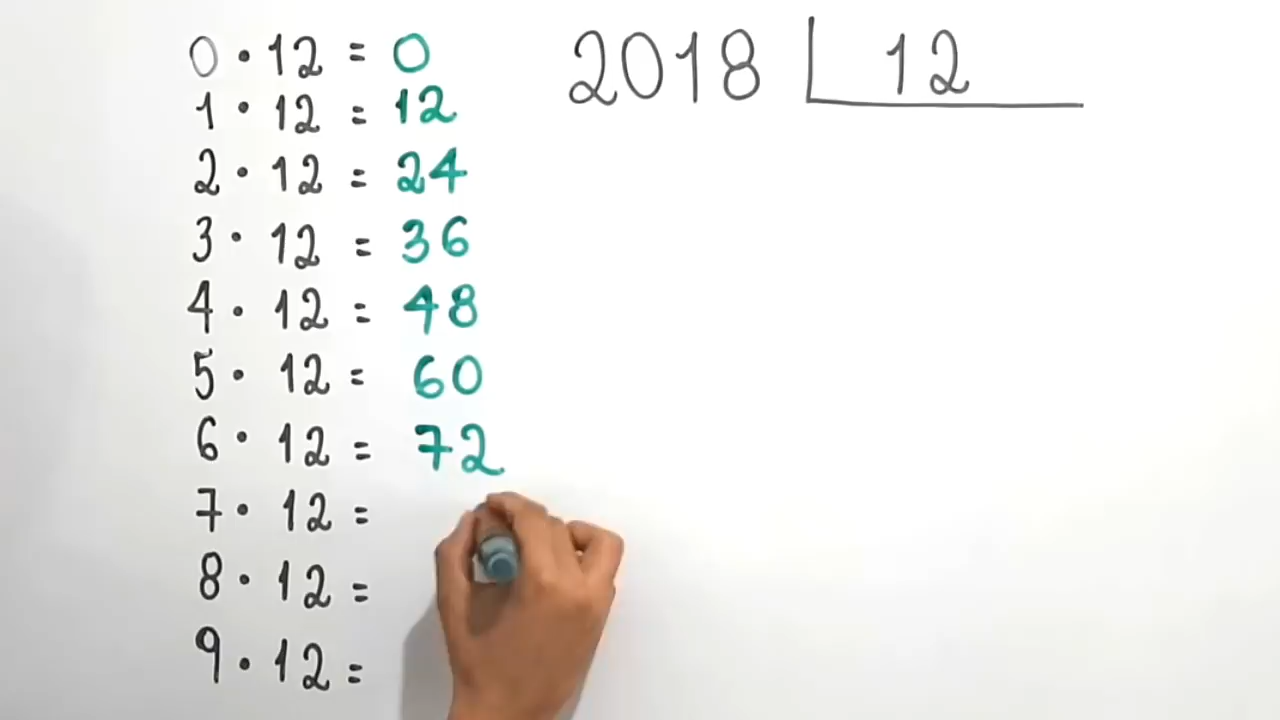 0 · 12 = 0
1 · 12 = 12
2 · 12 = 24
3 · 12 = 36
4 · 12 = 48
5 · 12 = 60
6 · 12 = 72
7 · 12 =
8 · 12 =
9 · 12 =
2018 | 12